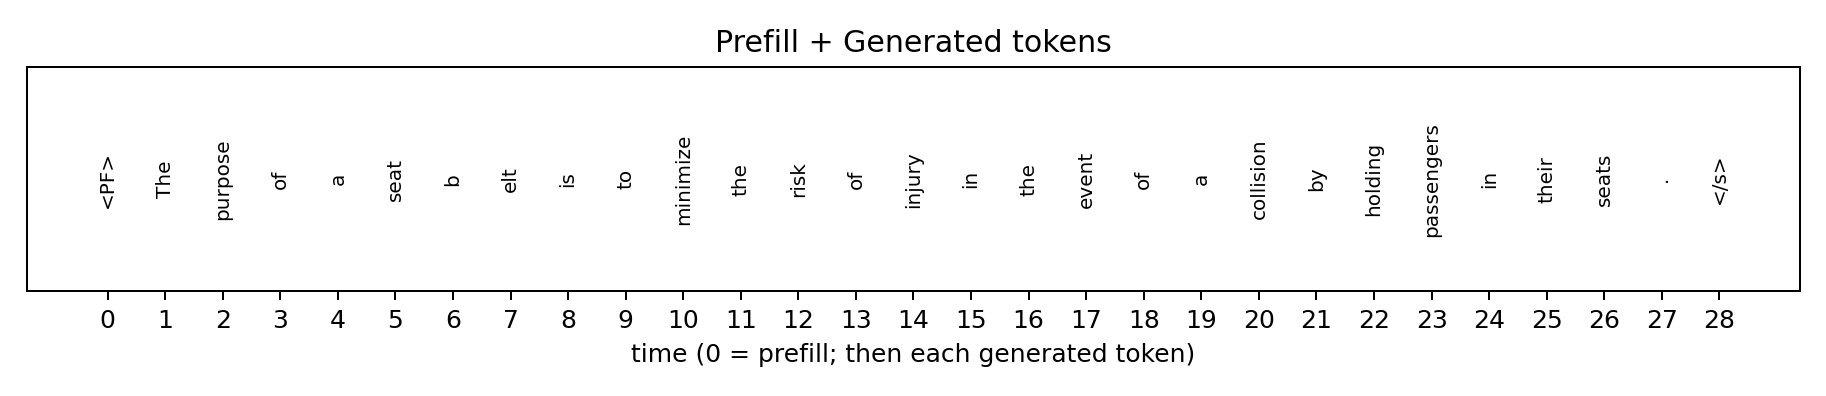 Prefill + Generated tokens
<PF> The purpose of a seat b elt is to minimize the risk of injury in the event of a collision by holding passengers in their seats . </s>
0 1 2 3 4 5 6 7 8 9 10 11 12 13 14 15 16 17 18 19 20 21 22 23 24 25 26 27 28
time (0 = prefill; then each generated token)